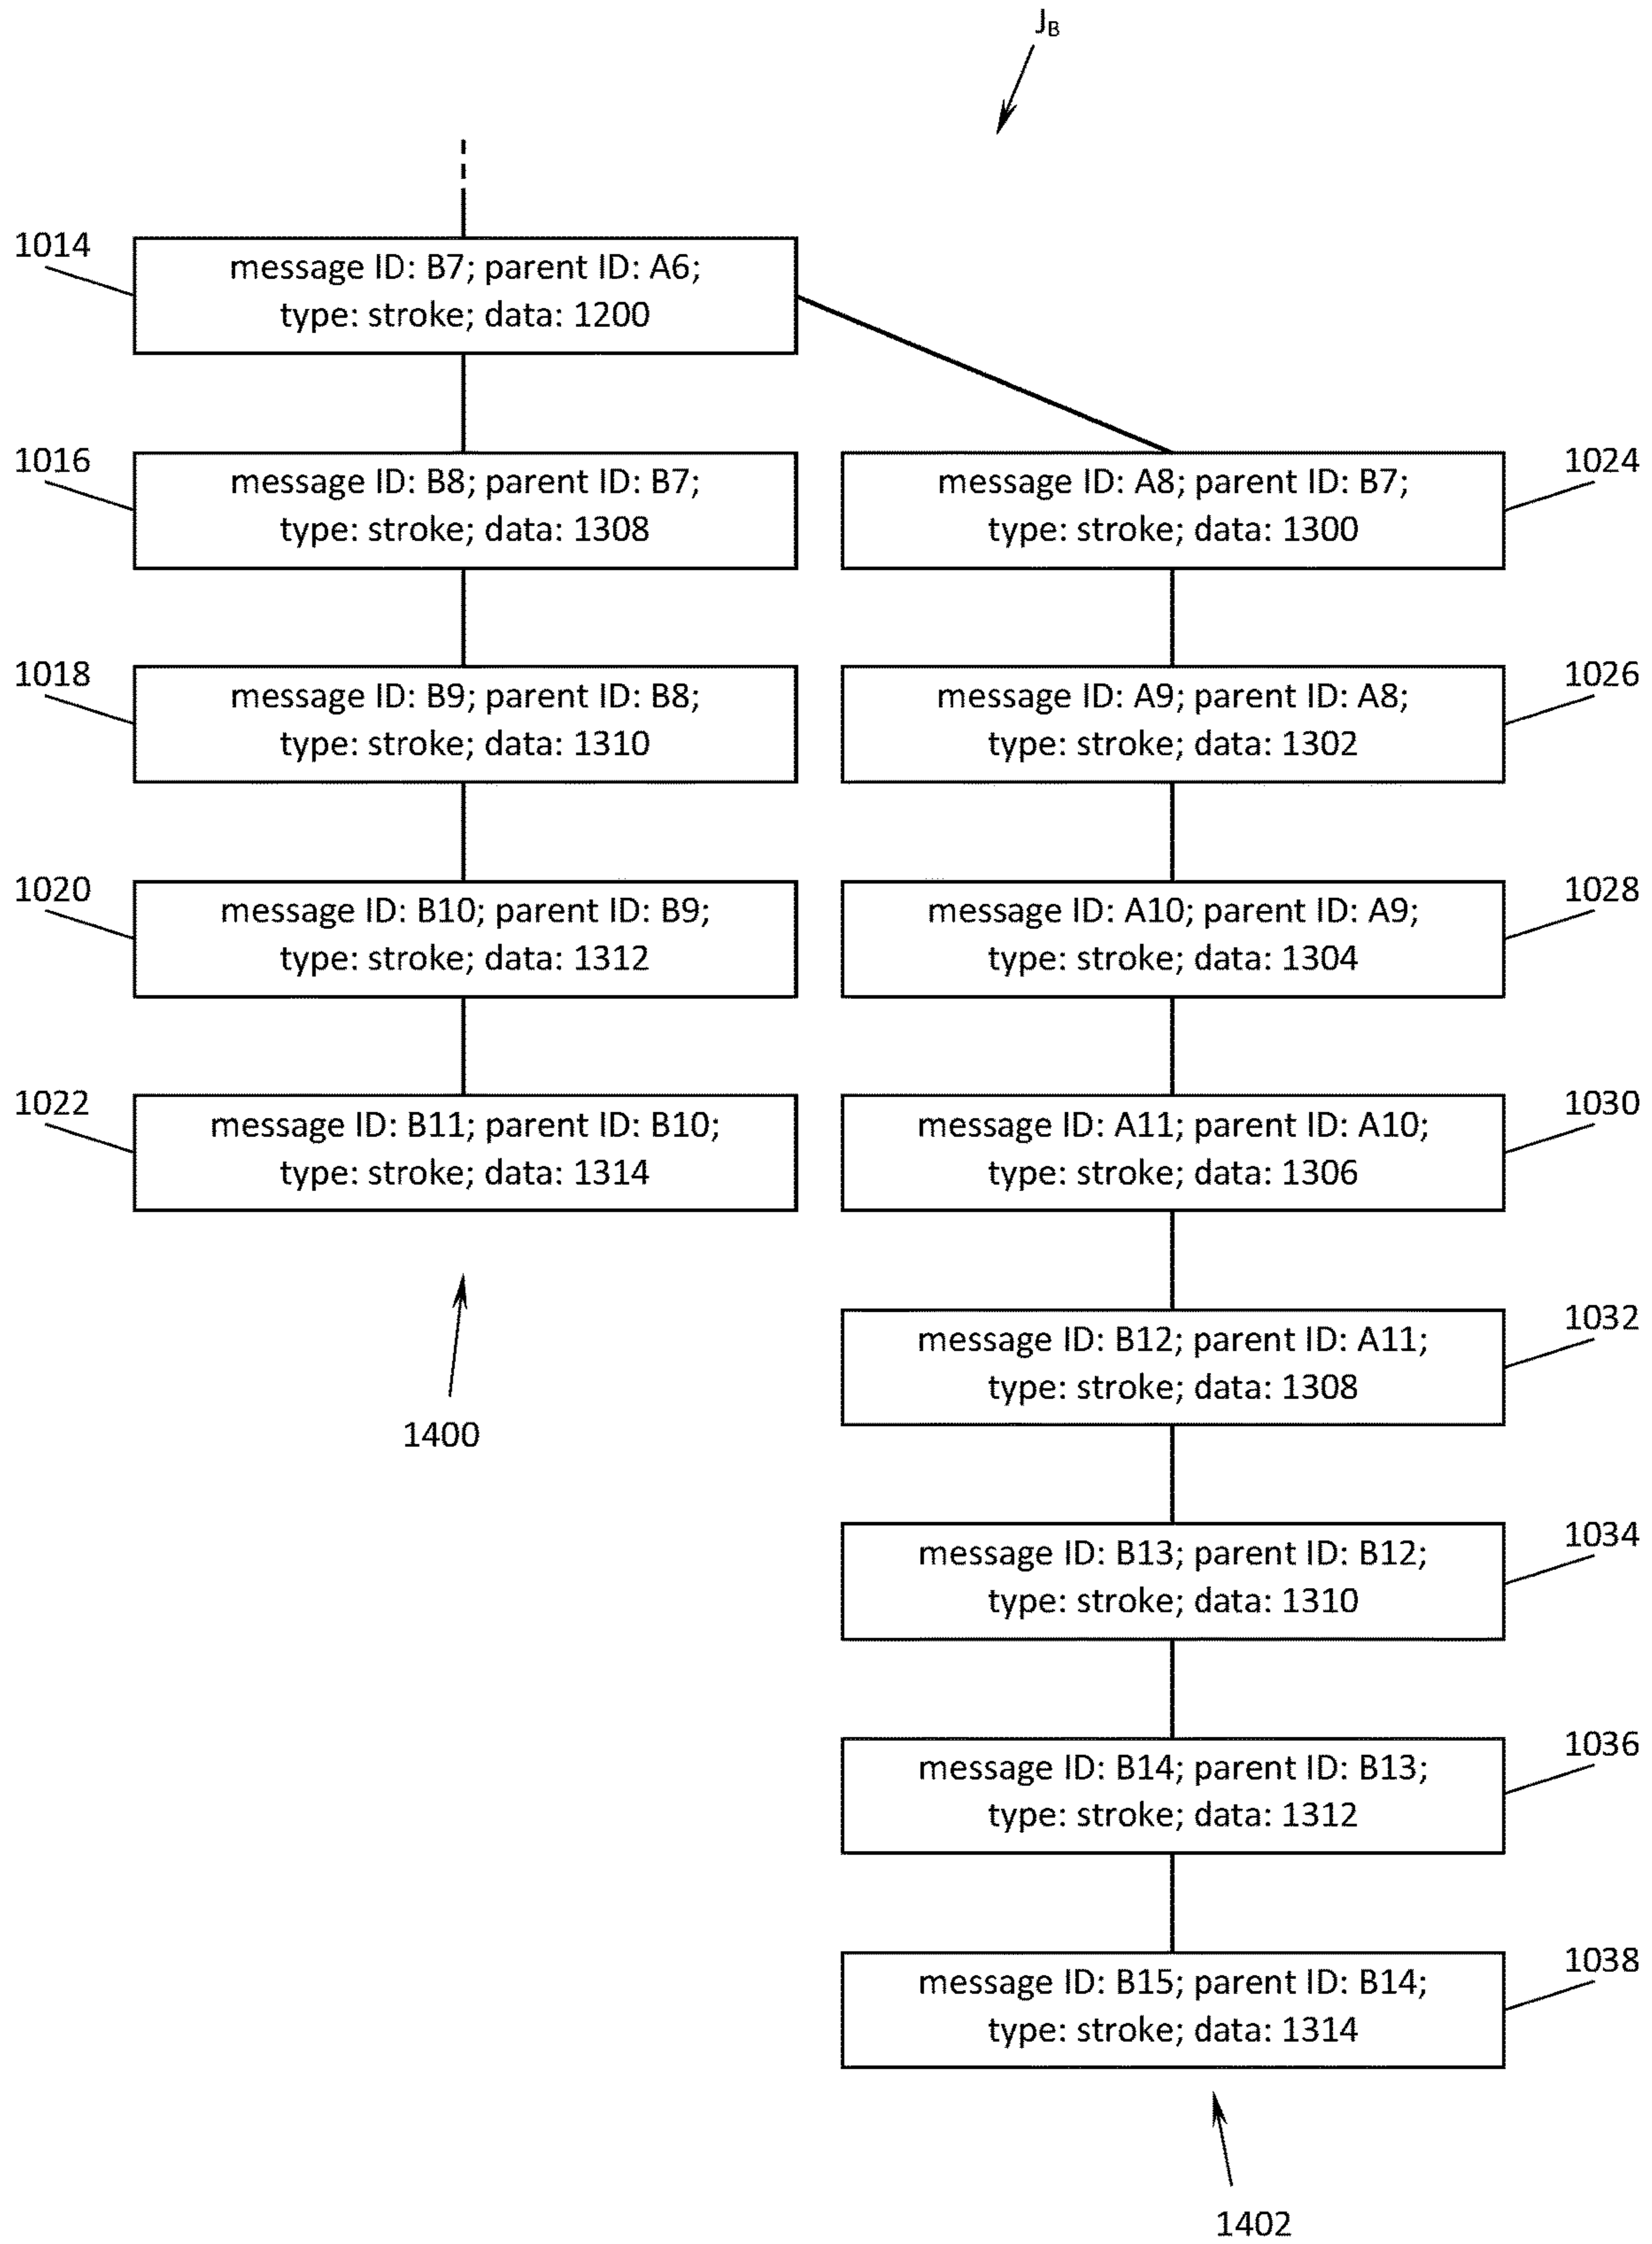 J_B
1014
message ID: B7; parent ID: A6;
type: stroke; data: 1200
1016
message ID: B8; parent ID: B7;
type: stroke; data: 1308
message ID: A8; parent ID: B7;
type: stroke; data: 1300
1024
1018
message ID: B9; parent ID: B8;
type: stroke; data: 1310
message ID: A9; parent ID: A8;
type: stroke; data: 1302
1026
1020
message ID: B10; parent ID: B9;
type: stroke; data: 1312
message ID: A10; parent ID: A9;
type: stroke; data: 1304
1028
1022
message ID: B11; parent ID: B10;
type: stroke; data: 1314
message ID: A11; parent ID: A10;
type: stroke; data: 1306
1030
1400
message ID: B12; parent ID: A11;
type: stroke; data: 1308
1032
message ID: B13; parent ID: B12;
type: stroke; data: 1310
1034
message ID: B14; parent ID: B13;
type: stroke; data: 1312
1036
message ID: B15; parent ID: B14;
type: stroke; data: 1314
1038
1402